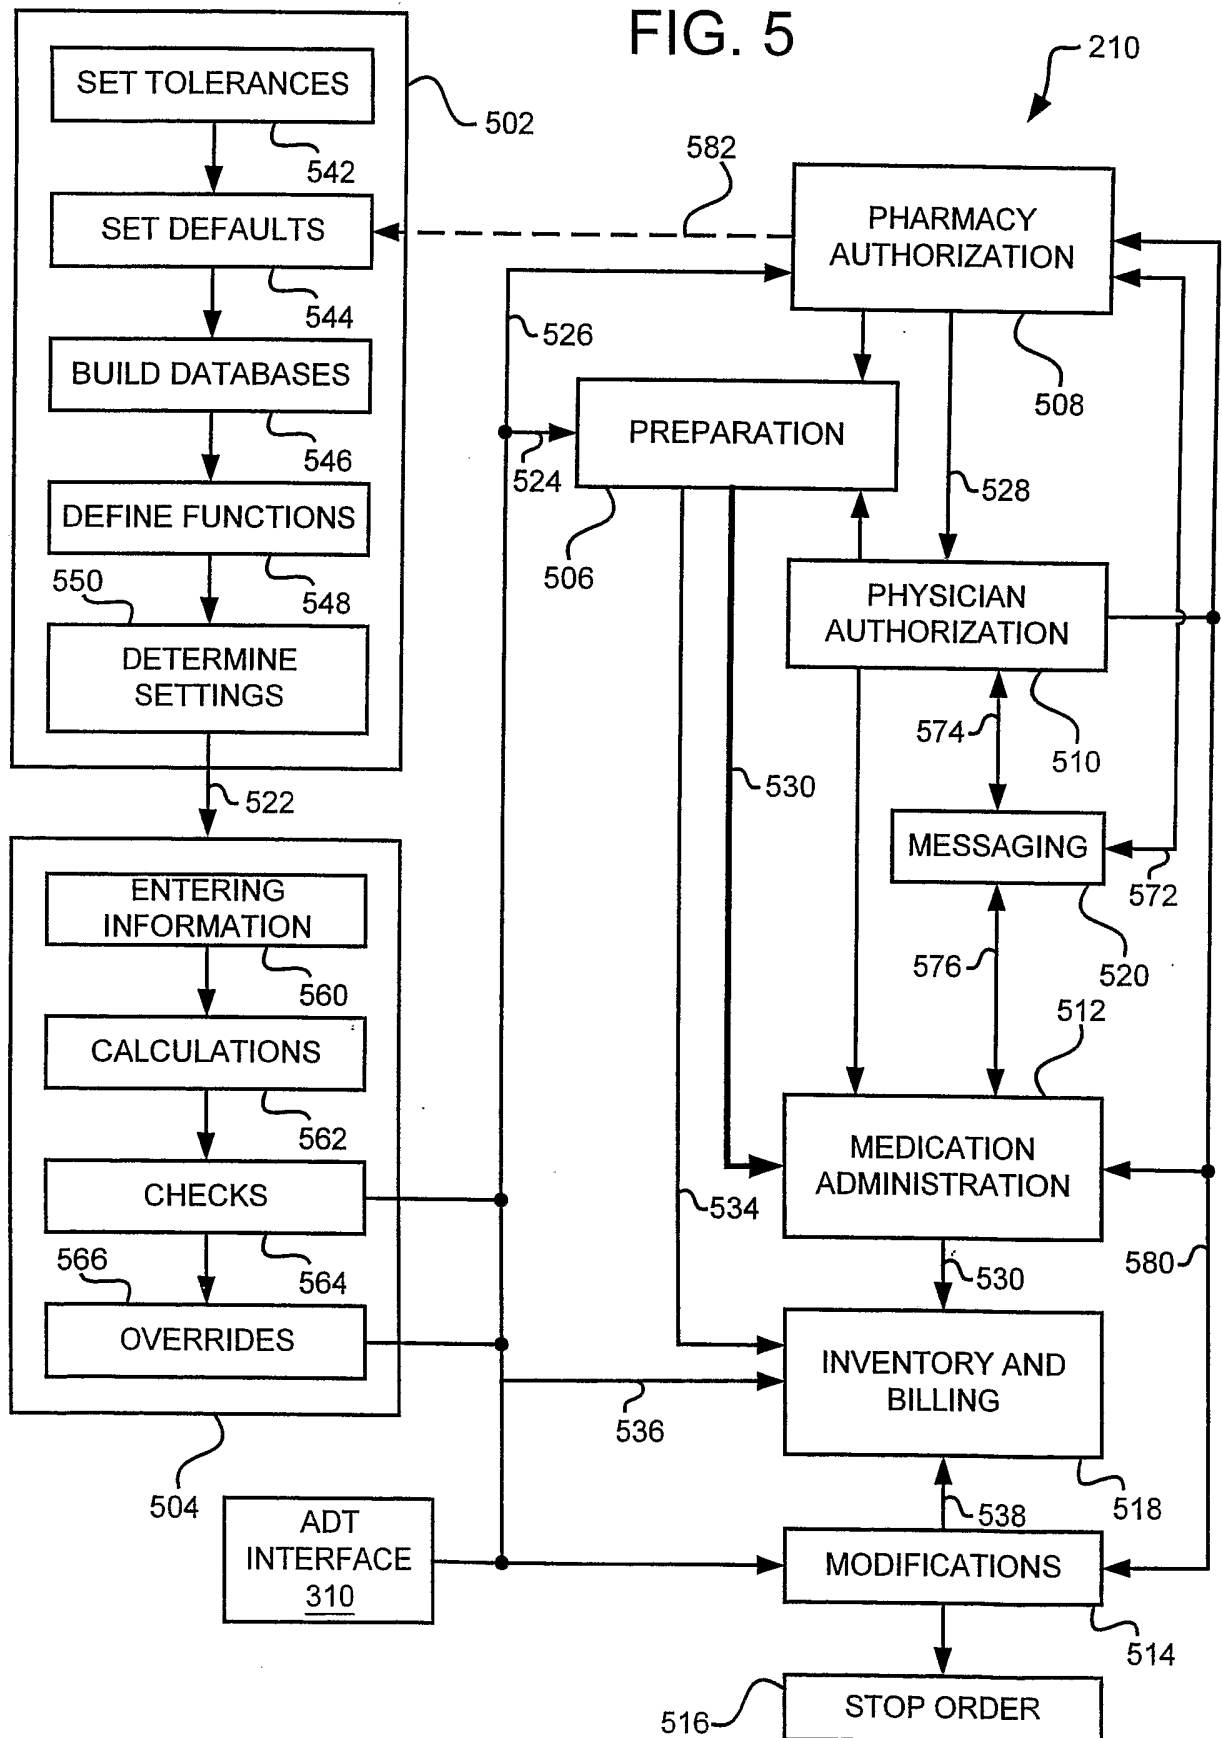 FIG. 5
210
SET TOLERANCES
502
542
582
SET DEFAULTS
PHARMACY
AUTHORIZATION
544
526
508
BUILD DATABASES
PREPARATION
546
524
528
DEFINE FUNCTIONS
506
550
548
PHYSICIAN
AUTHORIZATION
DETERMINE
SETTINGS
574
510
522
530
MESSAGING
572
ENTERING
INFORMATION
576
520
560
512
CALCULATIONS
562
MEDICATION
ADMINISTRATION
CHECKS
534
566
564
530
580
OVERRIDES
INVENTORY AND
BILLING
536
504
518
538
ADT
INTERFACE
310
MODIFICATIONS
514
516
STOP ORDER